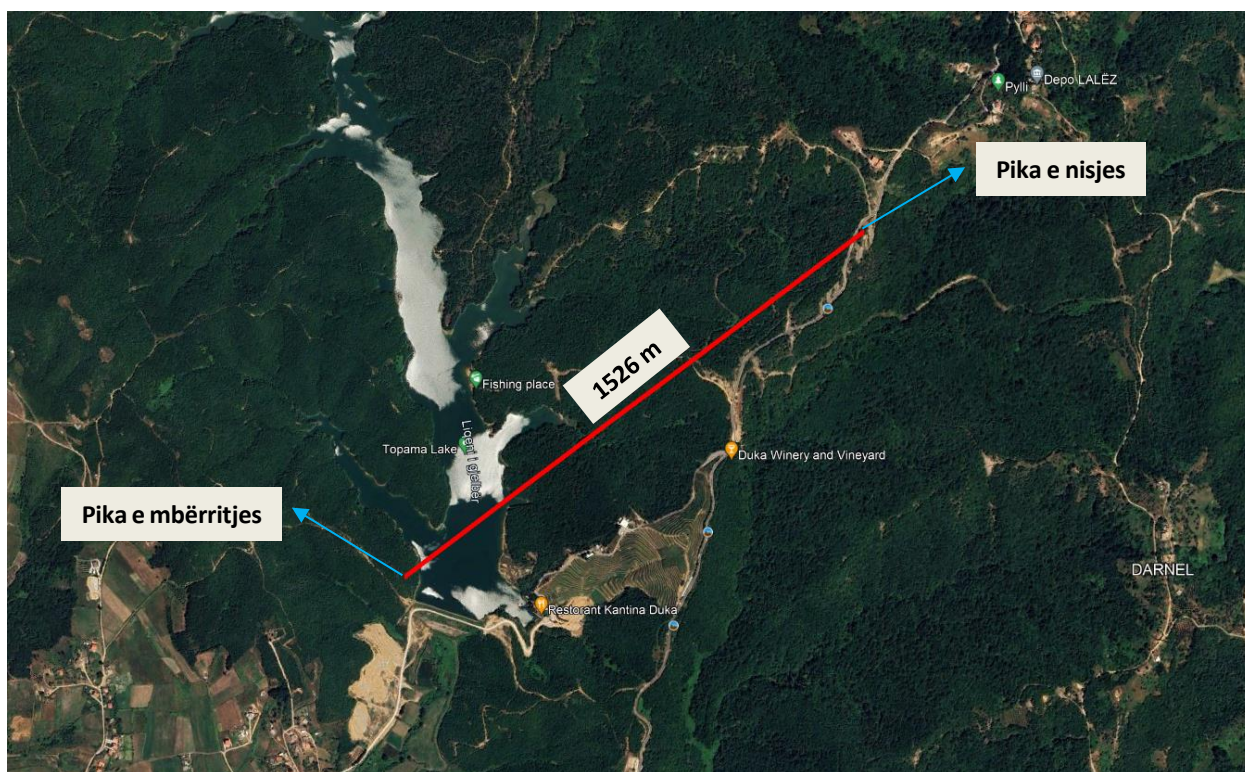 Pylli
Depo LALËZ
Pika e nisjes
1526 m
Fishing place
Topama Lake
Liqeni i gjelbër
Duka Winery and Vineyard
Pika e mbërritjes
DARNEL
Restorant Kantina Duka